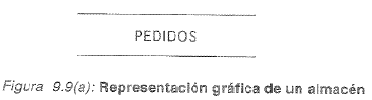 PEDIDOS
Figura 9.9(a): Representación gráfica de un almacén